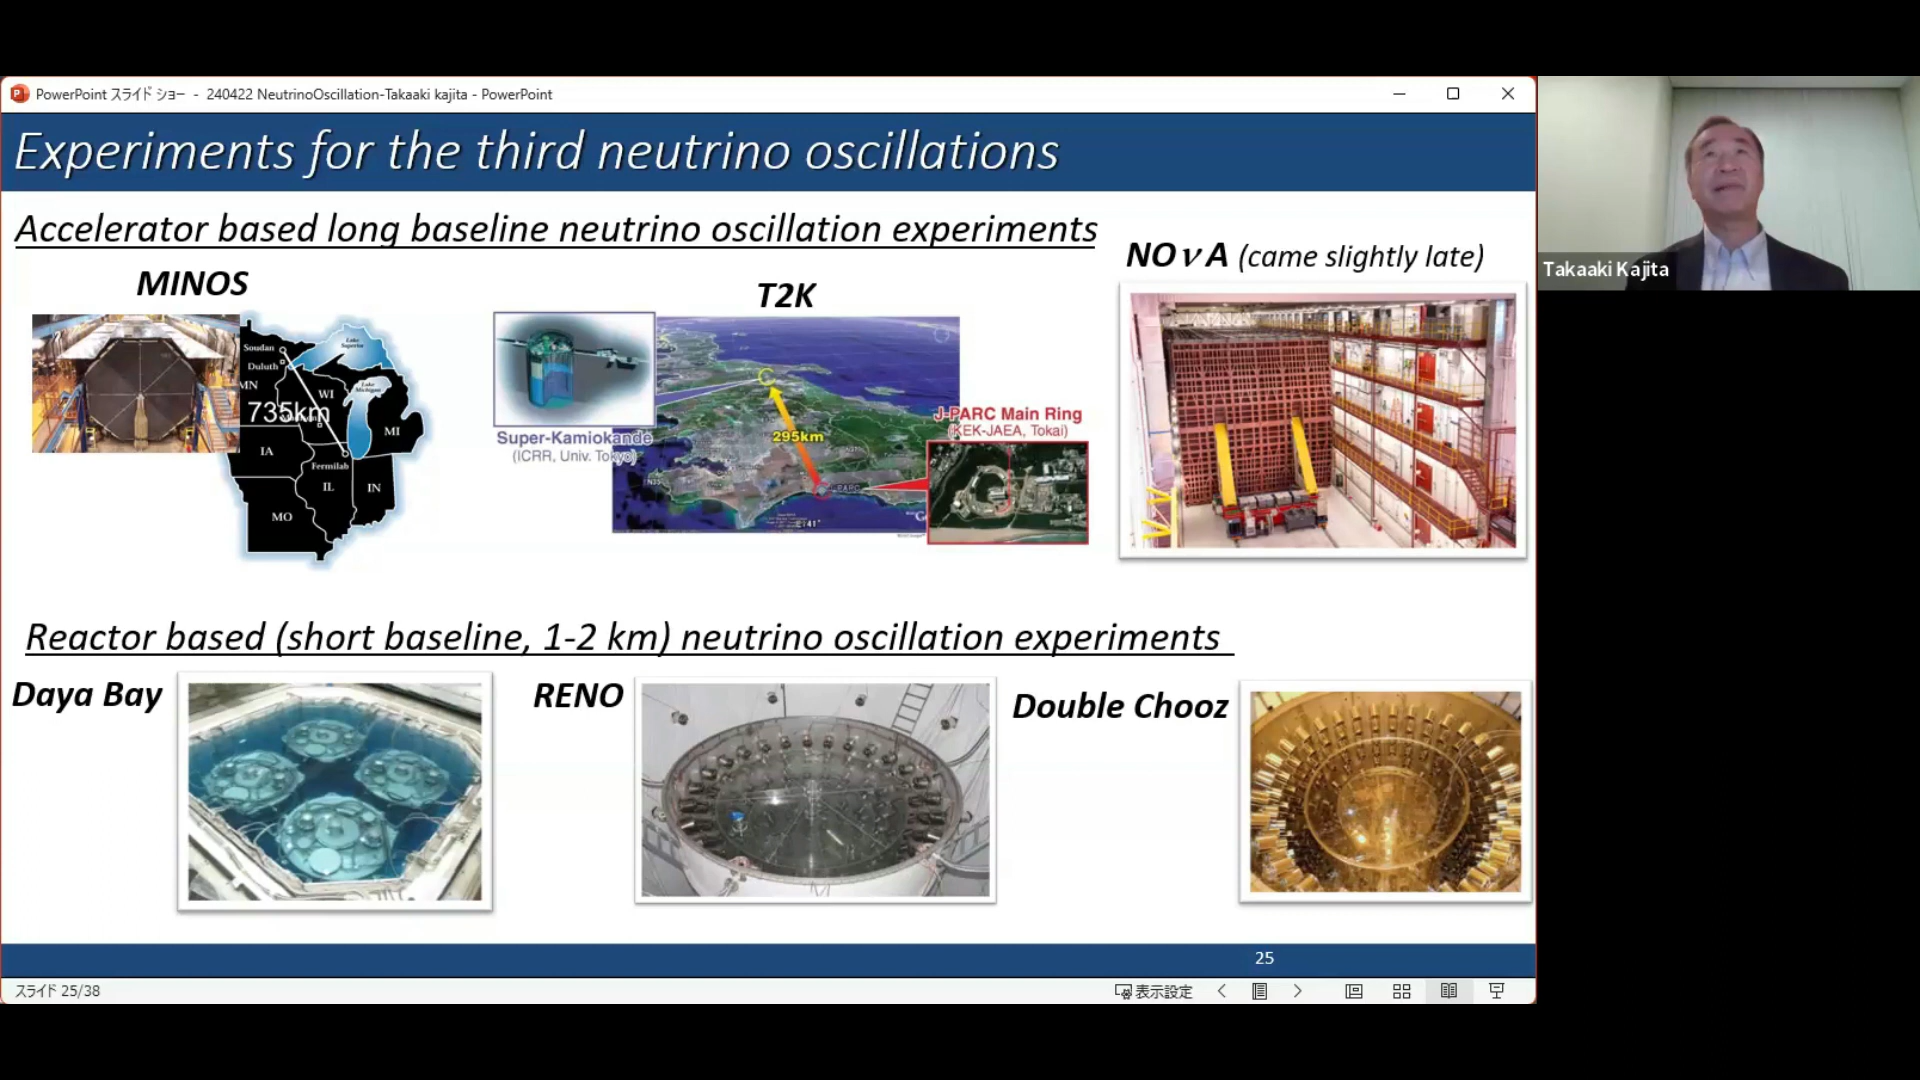 PowerPoint スライド ショー - 240422 NeutrinoOscillation-Takaaki kajita - PowerPoint
Experiments for the third neutrino oscillations
Accelerator based long baseline neutrino oscillation experiments
MINOS
T2K
NOνA (came slightly late)
Soudan
Duluth
Lake Superior
MN
WI
Lake Michigan
735km
MI
IA
Fermilab
IL
IN
MO
Super-Kamiokande
(ICRR, Univ. Tokyo)
295km
J-PARC
J-PARC Main Ring
(KEK-JAEA, Tokai)
Reactor based (short baseline, 1-2 km) neutrino oscillation experiments
Daya Bay
RENO
Double Chooz
25
スライド 25/38
表示設定
Takaaki Kajita